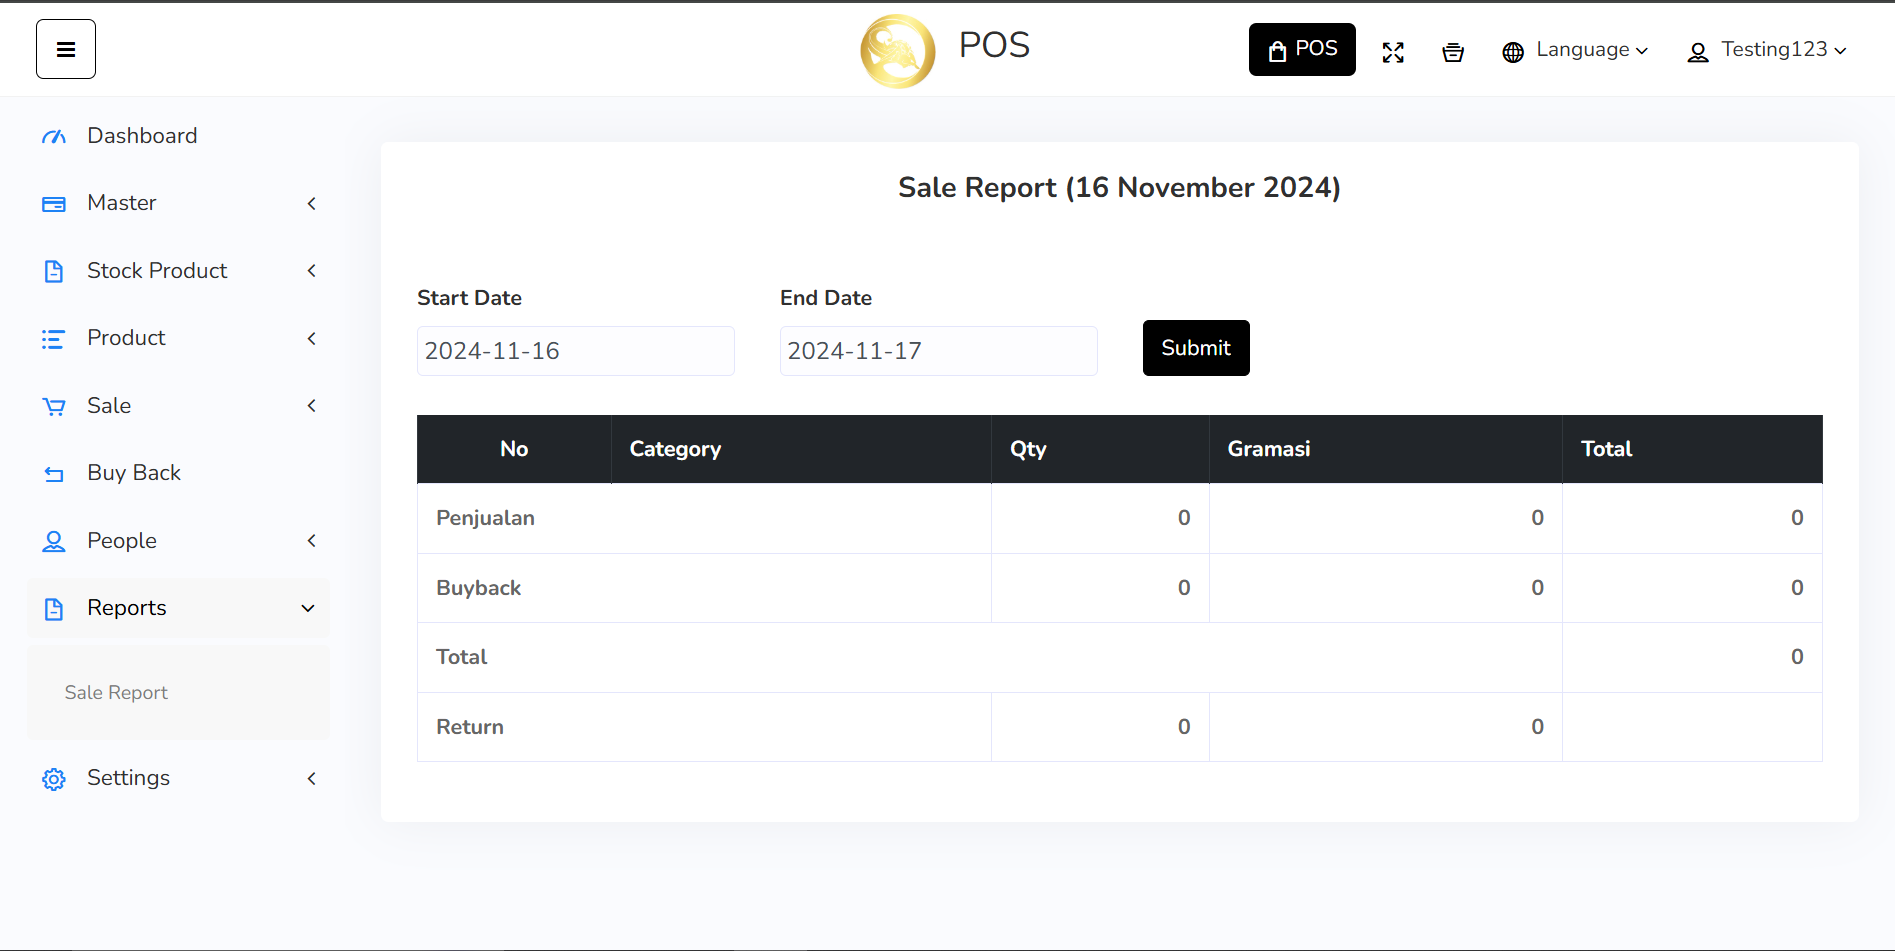 POS
POS
Language
Testing123
Dashboard
Master
Stock Product
Product
Sale
Buy Back
People
Reports
Sale Report
Settings
Sale Report (16 November 2024)
Start Date
End Date
2024-11-16
2024-11-17
Submit
No Category Qty Gramasi Total
Penjualan 0 0 0
Buyback 0 0 0
Total 0
Return 0 0